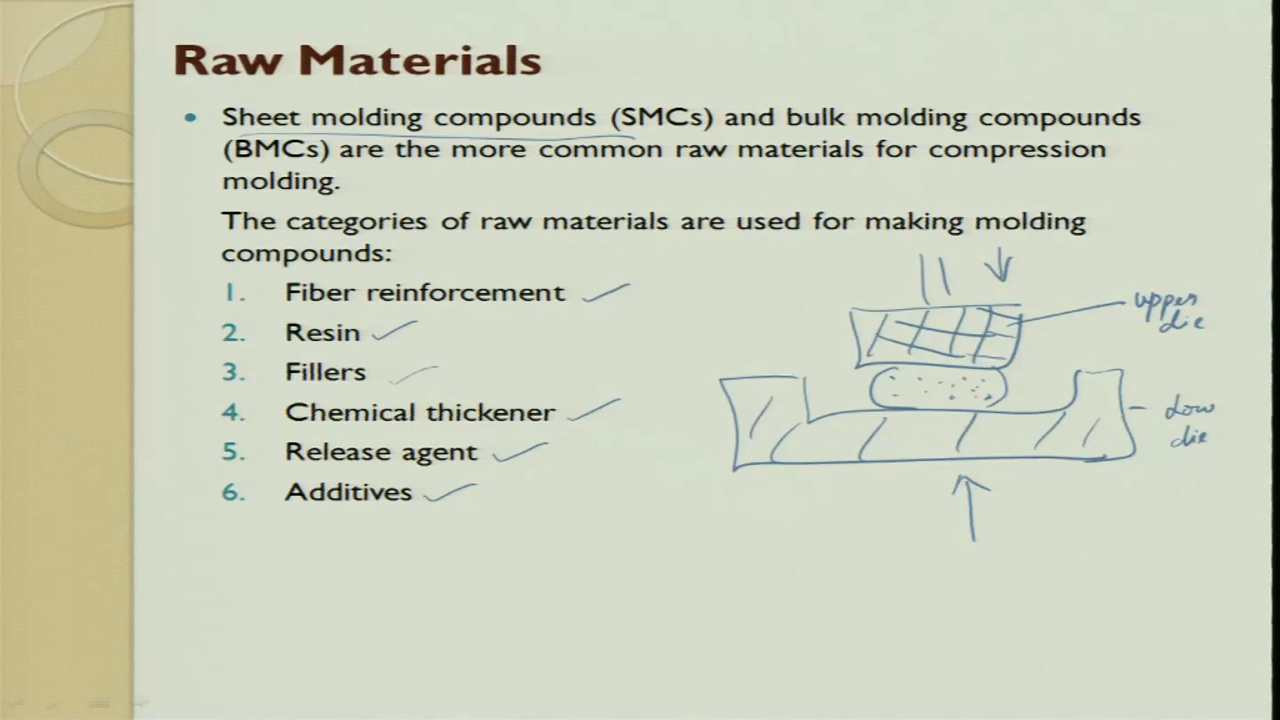 Raw Materials
• Sheet molding compounds (SMCs) and bulk molding compounds
(BMCs) are the more common raw materials for compression
molding.
The categories of raw materials are used for making molding
compounds:
1. Fiber reinforcement
2. Resin
3. Fillers
4. Chemical thickener
5. Release agent
6. Additives
upper
die
Low
die